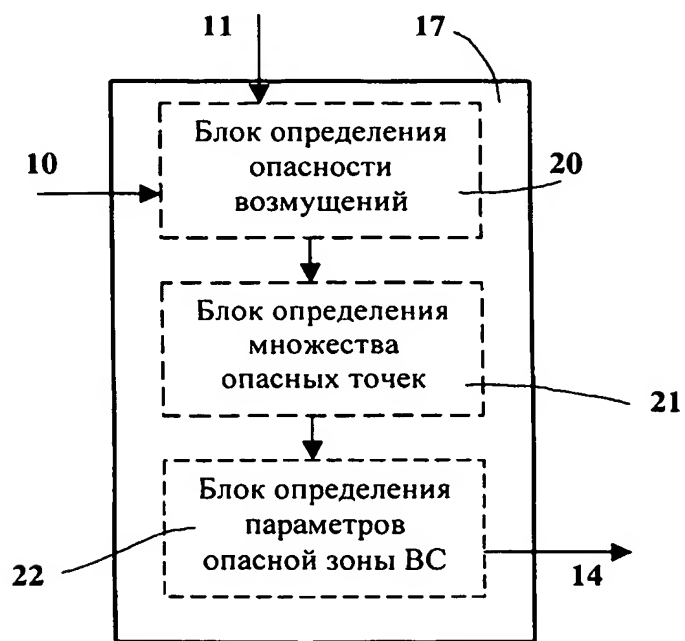 11
17
Блок определения
опасности
возмущений
10
20
Блок определения
множества
опасных точек
21
Блок определения
параметров
опасной зоны ВС
22
14